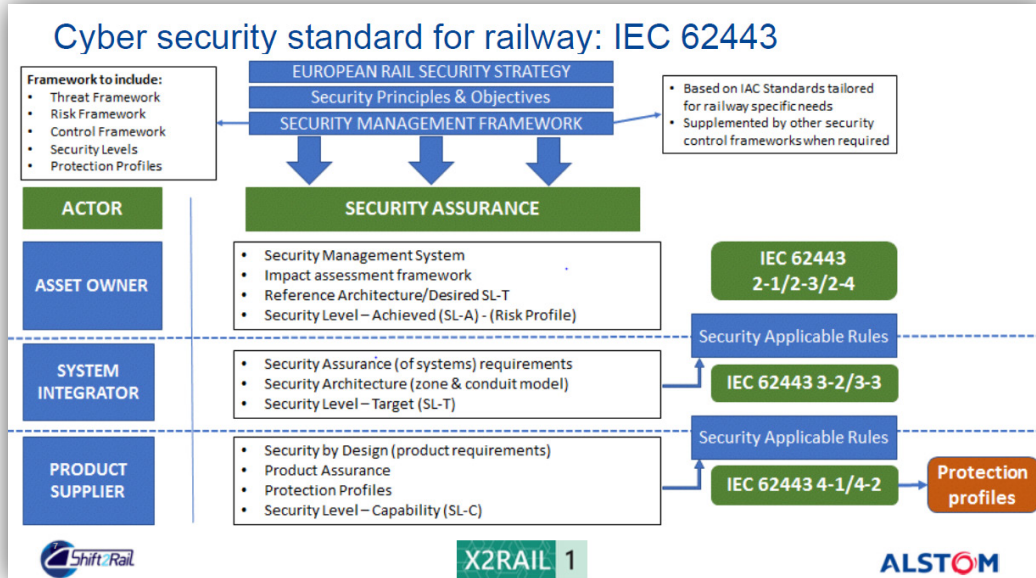 Cyber security standard for railway: IEC 62443
Framework to include:
• Threat Framework
• Risk Framework
• Control Framework
• Security Levels
• Protection Profiles
EUROPEAN RAIL SECURITY STRATEGY
Security Principles & Objectives
SECURITY MANAGEMENT FRAMEWORK
• Based on IAC Standards tailored
for railway specific needs
• Supplemented by other security
control frameworks when required
ACTOR
SECURITY ASSURANCE
ASSET OWNER
• Security Management System
• Impact assessment framework
• Reference Architecture/Desired SL-T
• Security Level – Achieved (SL-A) - (Risk Profile)
IEC 62443
2-1/2-3/2-4
Security Applicable Rules
SYSTEM
INTEGRATOR
• Security Assurance (of systems) requirements
• Security Architecture (zone & conduit model)
• Security Level – Target (SL-T)
IEC 62443 3-2/3-3
Security Applicable Rules
PRODUCT
SUPPLIER
• Security by Design (product requirements)
• Product Assurance
• Protection Profiles
• Security Level – Capability (SL-C)
IEC 62443 4-1/4-2
Protection
profiles
Shift2Rail
X2RAIL 1
ALSTOM